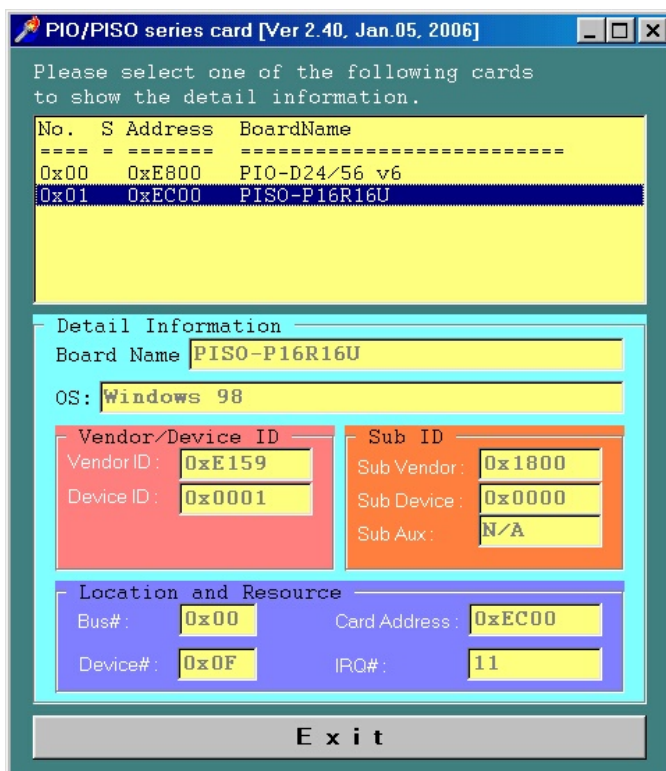 PIO/PISO series card [Ver 2.40, Jan.05, 2006]
Please select one of the following cards
to show the detail information.
No. S Address BoardName
==== = ======= ==========================
0x00 0xE800 PIO-D24/56 v6
0x01 0xEC00 PISO-P16R16U
Detail Information
Board Name PISO-P16R16U
OS: Windows 98
Vendor/Device ID
Vendor ID : 0xE159
Device ID : 0x0001
Sub ID
Sub Vendor : 0x1800
Sub Device : 0x0000
Sub Aux : N/A
Location and Resource
Bus# : 0x00 Card Address : 0xEC00
Device# : 0x0F IRQ# : 11
Exit